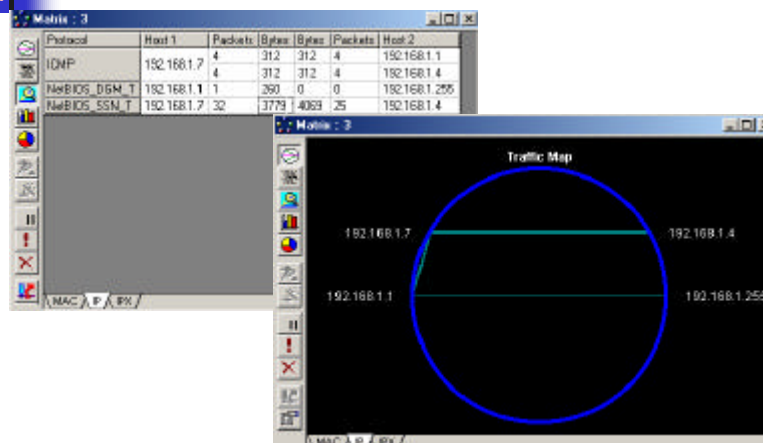 Matrix : 3
Protocol Host 1 Packets Bytes Bytes Packets Host 2
ICMP 192.168.1.7 4 312 312 4 192.168.1.1
4 312 312 4 192.168.1.4
NetBIOS_DGM_T 192.168.1.1 1 260 0 0 192.168.1.255
NetBIOS_SSN_T 192.168.1.7 32 3779 4069 25 192.168.1.4
MAC IP IPX
Matrix : 3
Traffic Map
192.168.1.7 192.168.1.4
192.168.1.1 192.168.1.255
MAC IP IPX